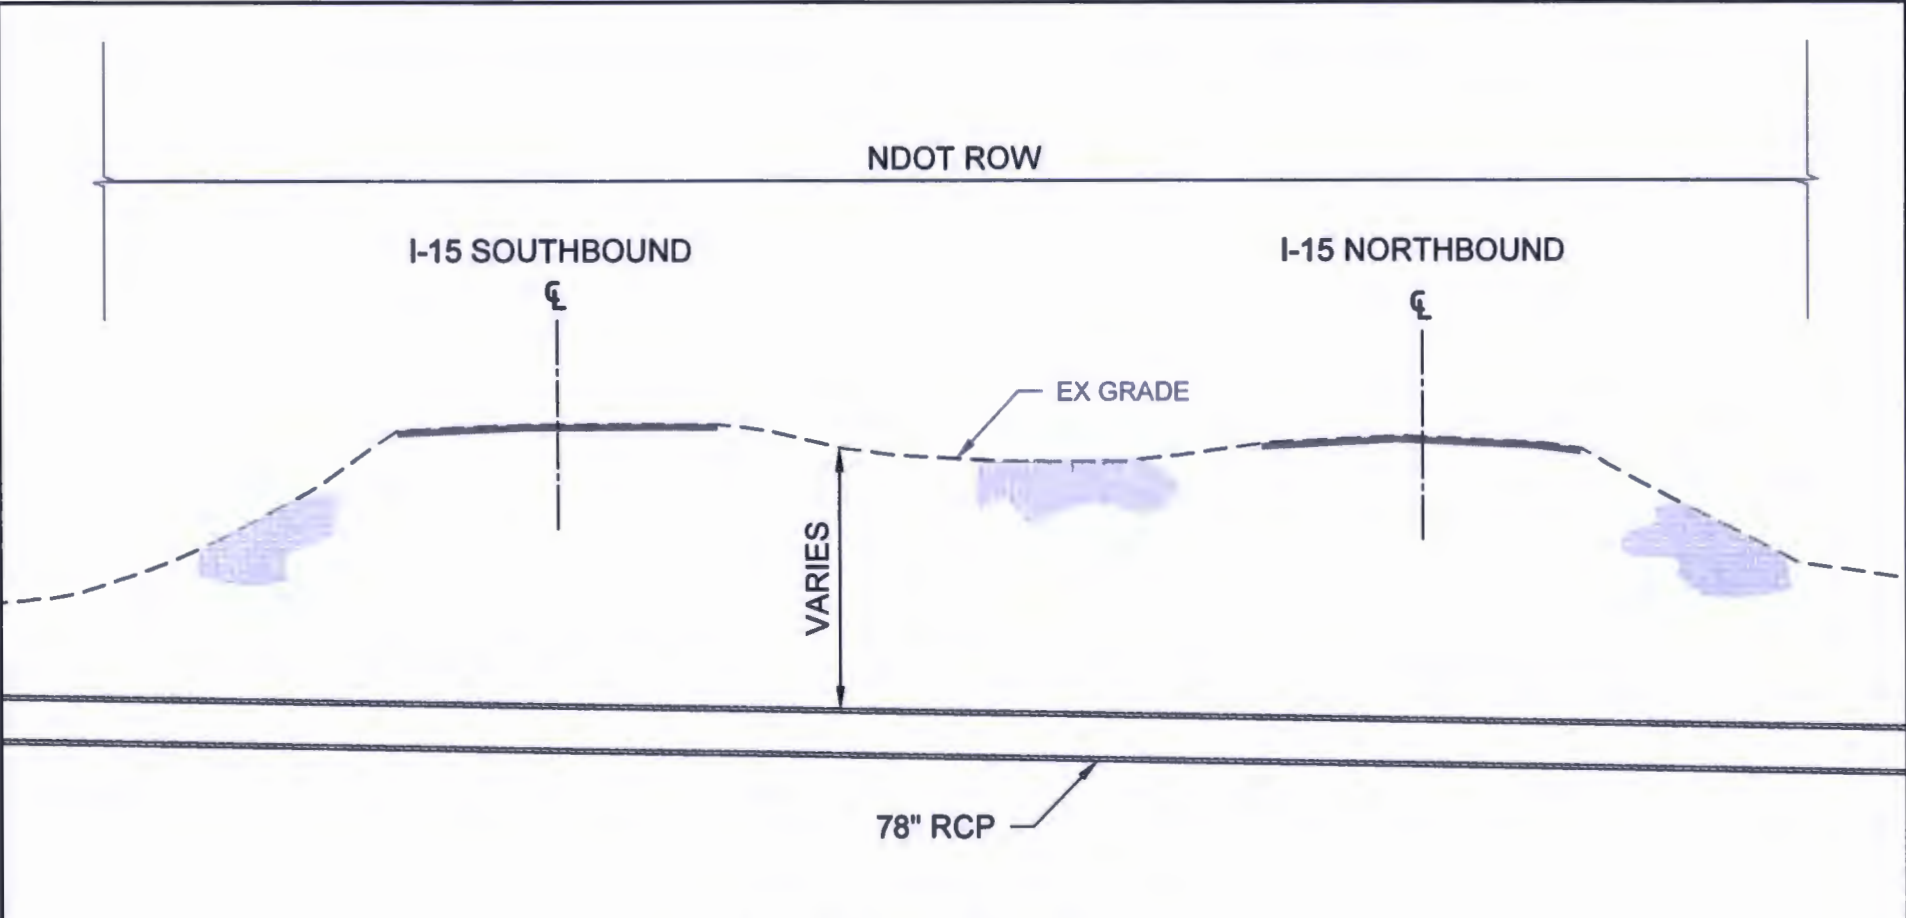 NDOT ROW
I-15 SOUTHBOUND
I-15 NORTHBOUND
℄
℄
EX GRADE
VARIES
78" RCP